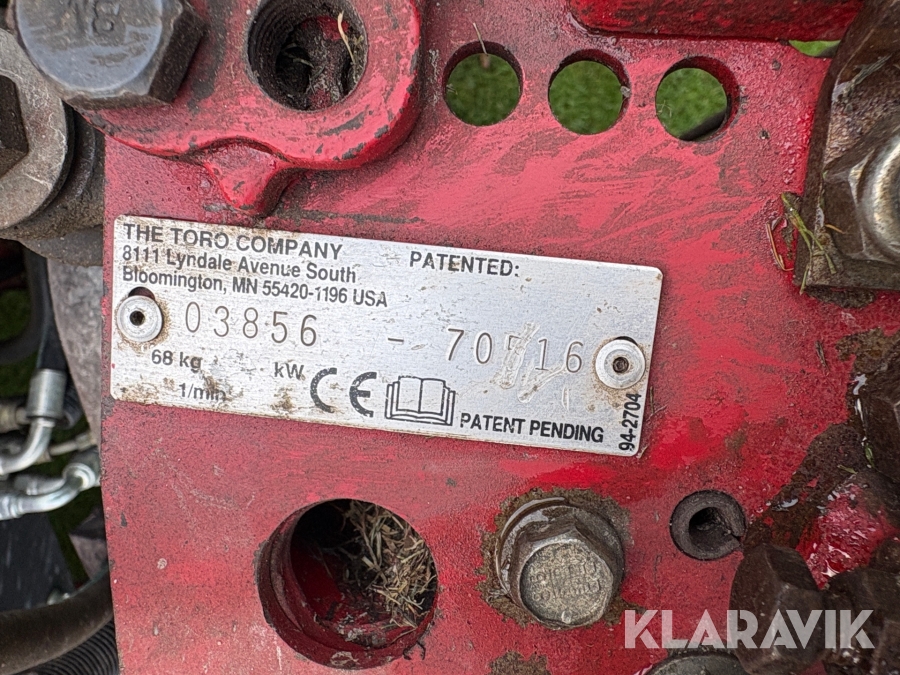 THE TORO COMPANY
8111 Lyndale Avenue South
Bloomington, MN 55420-1196 USA
PATENTED:
03856 -
68 kg
kW
1/min
CE
PATENT PENDING
94-2704
KLARAVIK